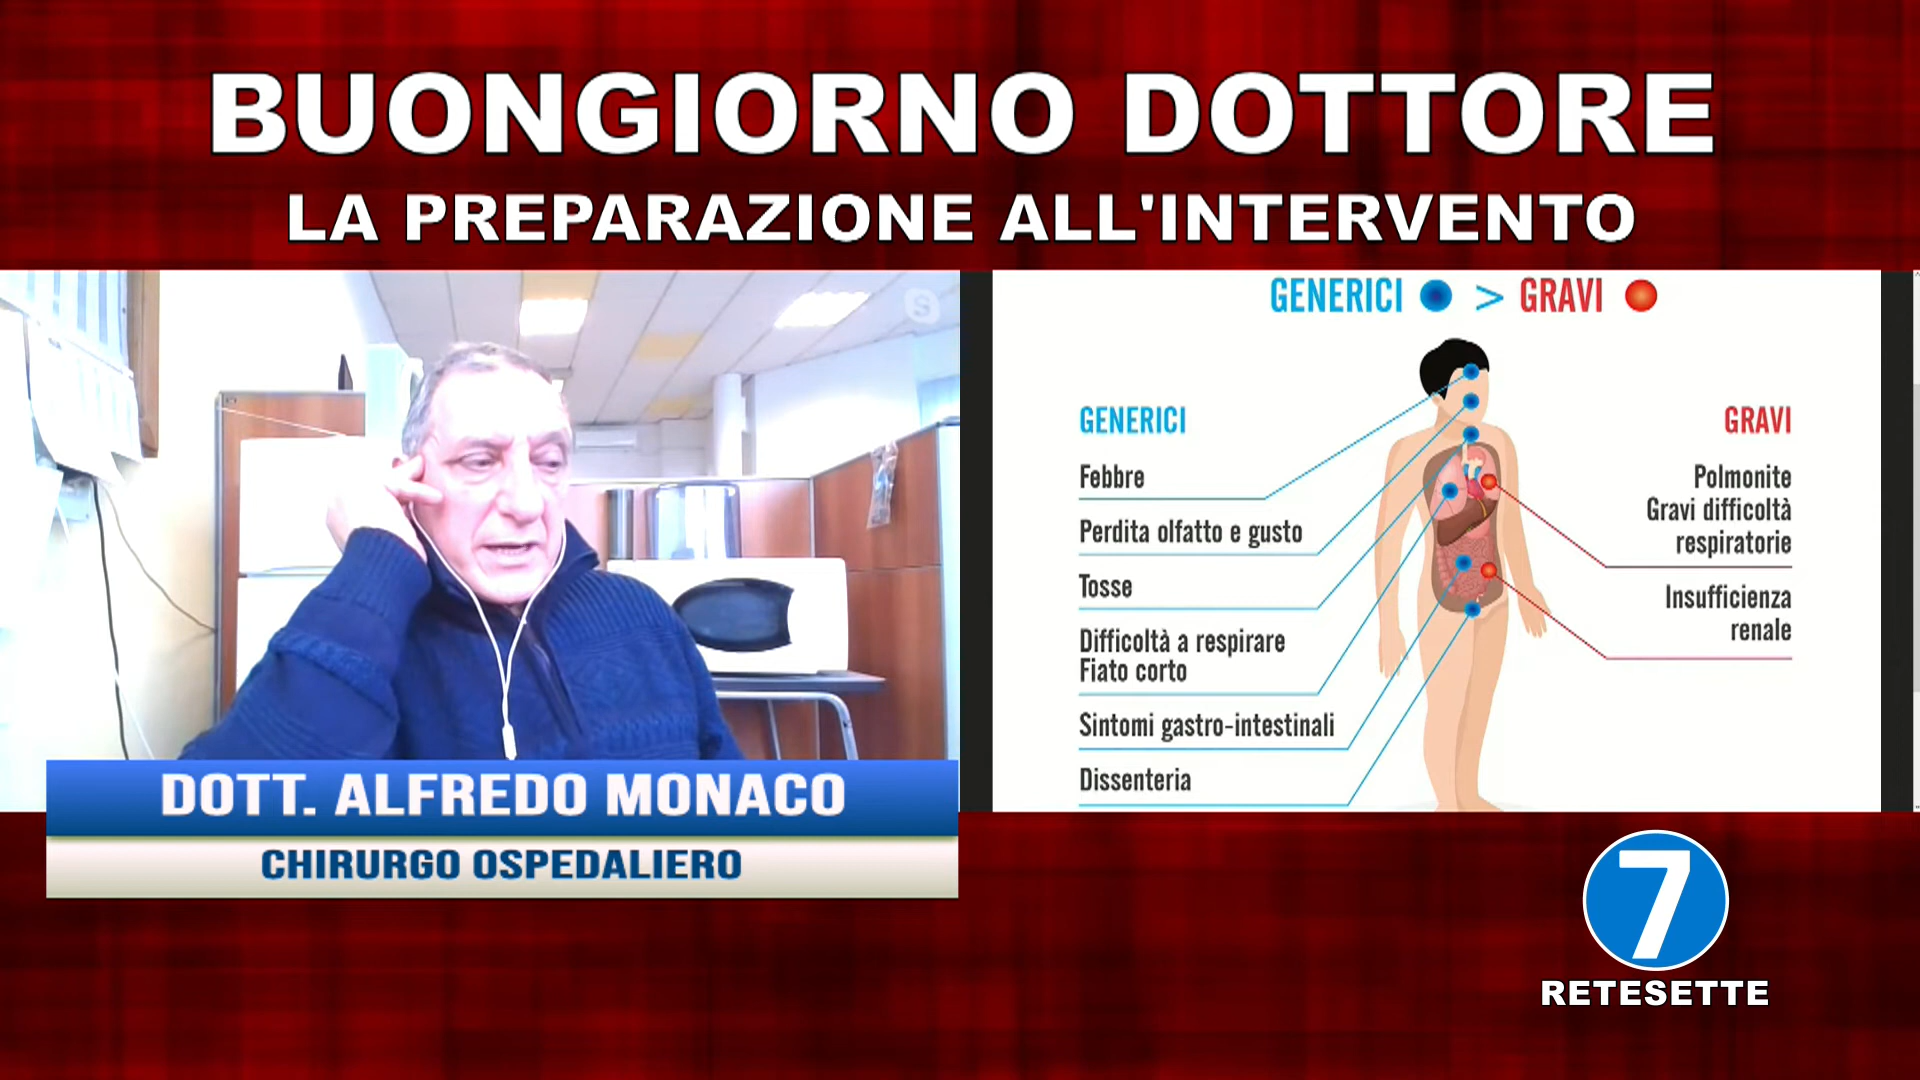 BUONGIORNO DOTTORE
LA PREPARAZIONE ALL'INTERVENTO
GENERICI > GRAVI
GENERICI
Febbre
Perdita olfatto e gusto
Tosse
Difficoltà a respirare
Fiato corto
Sintomi gastro-intestinali
Dissenteria
GRAVI
Polmonite
Gravi difficoltà
respiratorie
Insufficienza
renale
DOTT. ALFREDO MONACO
CHIRURGO OSPEDALIERO
7
RETESETTE